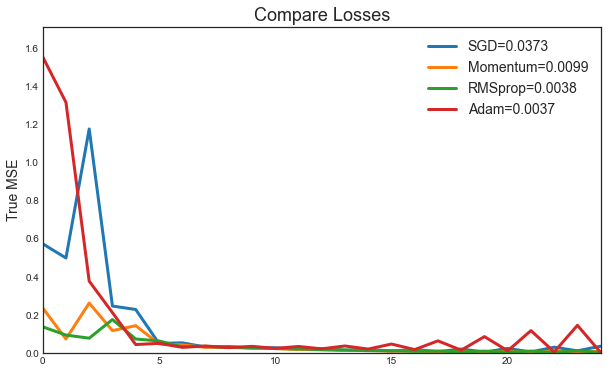 Compare Losses
SGD=0.0373
Momentum=0.0099
RMSprop=0.0038
Adam=0.0037
True MSE
1.6
1.4
1.2
1.0
0.8
0.6
0.4
0.2
0.0
0 5 10 15 20